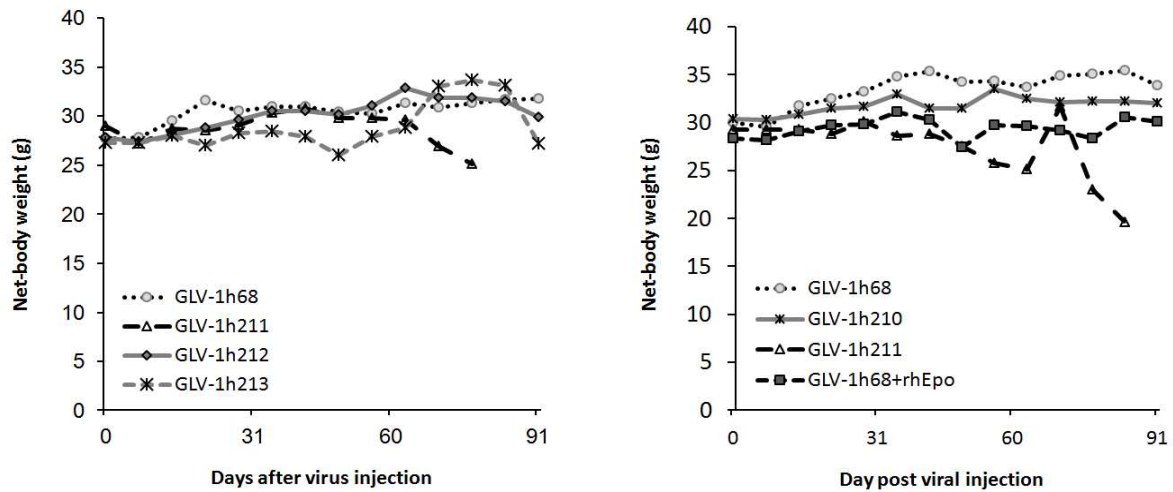 40
35
30
25
20
15
10
5
0
Net-body weight (g)
GLV-1h68
GLV-1h211
GLV-1h212
GLV-1h213
0 31 60 91
Days after virus injection
40
35
30
25
20
15
10
5
0
Net-body weight (g)
GLV-1h68
GLV-1h210
GLV-1h211
GLV-1h68+rhEpo
0 31 60 91
Day post viral injection